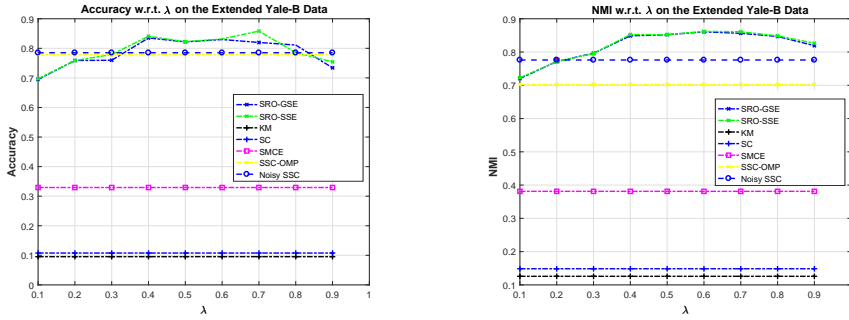 Accuracy w.r.t. λ on the Extended Yale-B Data
0.9
0.8
0.7
0.6
0.5
0.4
0.3
0.2
0.1
0
Accuracy
SRO-GSE
SRO-SSE
KM
SC
SMCE
SSC-OMP
Noisy SSC
0.1 0.2 0.3 0.4 0.5 0.6 0.7 0.8 0.9 1
λ
NMI w.r.t. λ on the Extended Yale-B Data
0.9
0.8
0.7
0.6
0.5
0.4
0.3
0.2
0.1
NMI
SRO-GSE
SRO-SSE
KM
SC
SMCE
SSC-OMP
Noisy SSC
0.1 0.2 0.3 0.4 0.5 0.6 0.7 0.8 0.9 1
λ